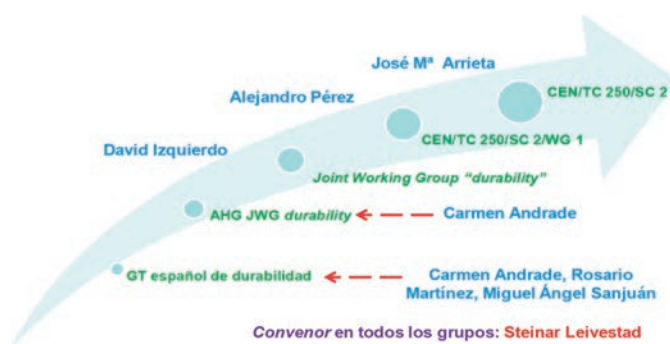 José Mª Arrieta
CEN/TC 250/SC 2
Alejandro Pérez
CEN/TC 250/SC 2/WG 1
David Izquierdo
Joint Working Group “durability”
AHG JWG durability
Carmen Andrade
GT español de durabilidad
Carmen Andrade, Rosario
Martínez, Miguel Ángel Sanjuán
Convenor en todos los grupos: Steinar Leivestad